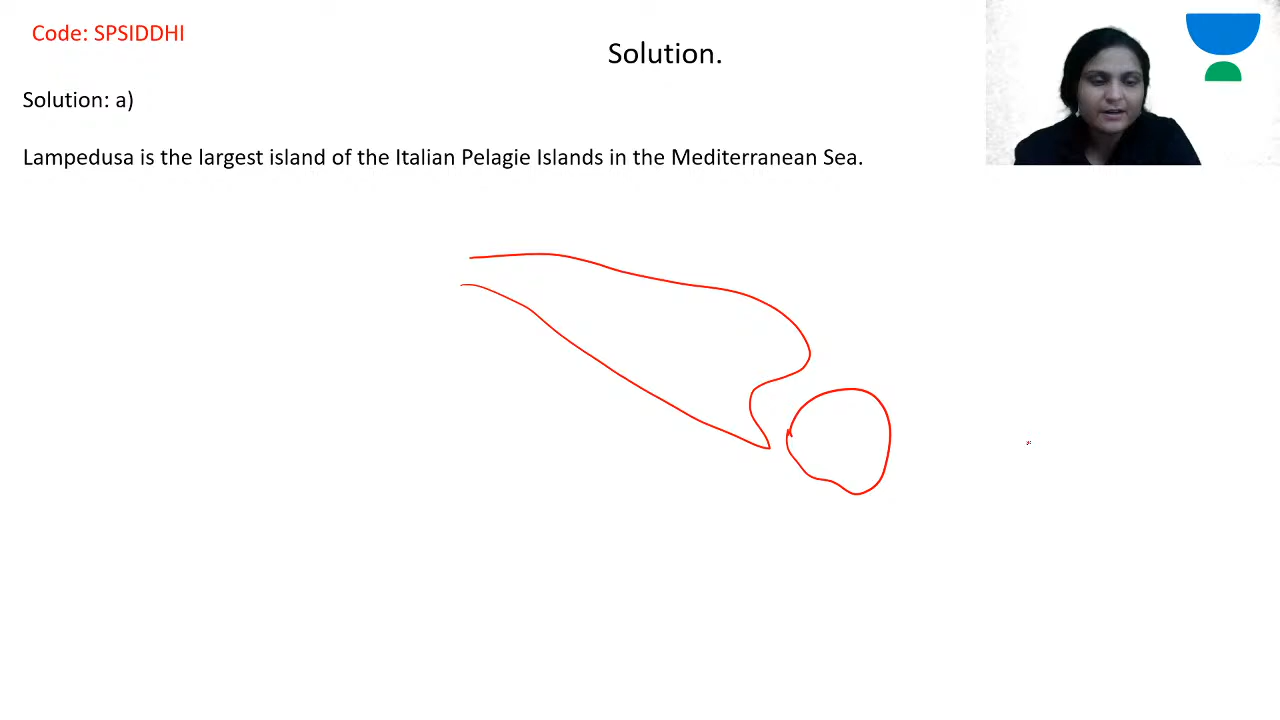 Code: SPSIDDHI
Solution.
Solution: a)
Lampedusa is the largest island of the Italian Pelagie Islands in the Mediterranean Sea.